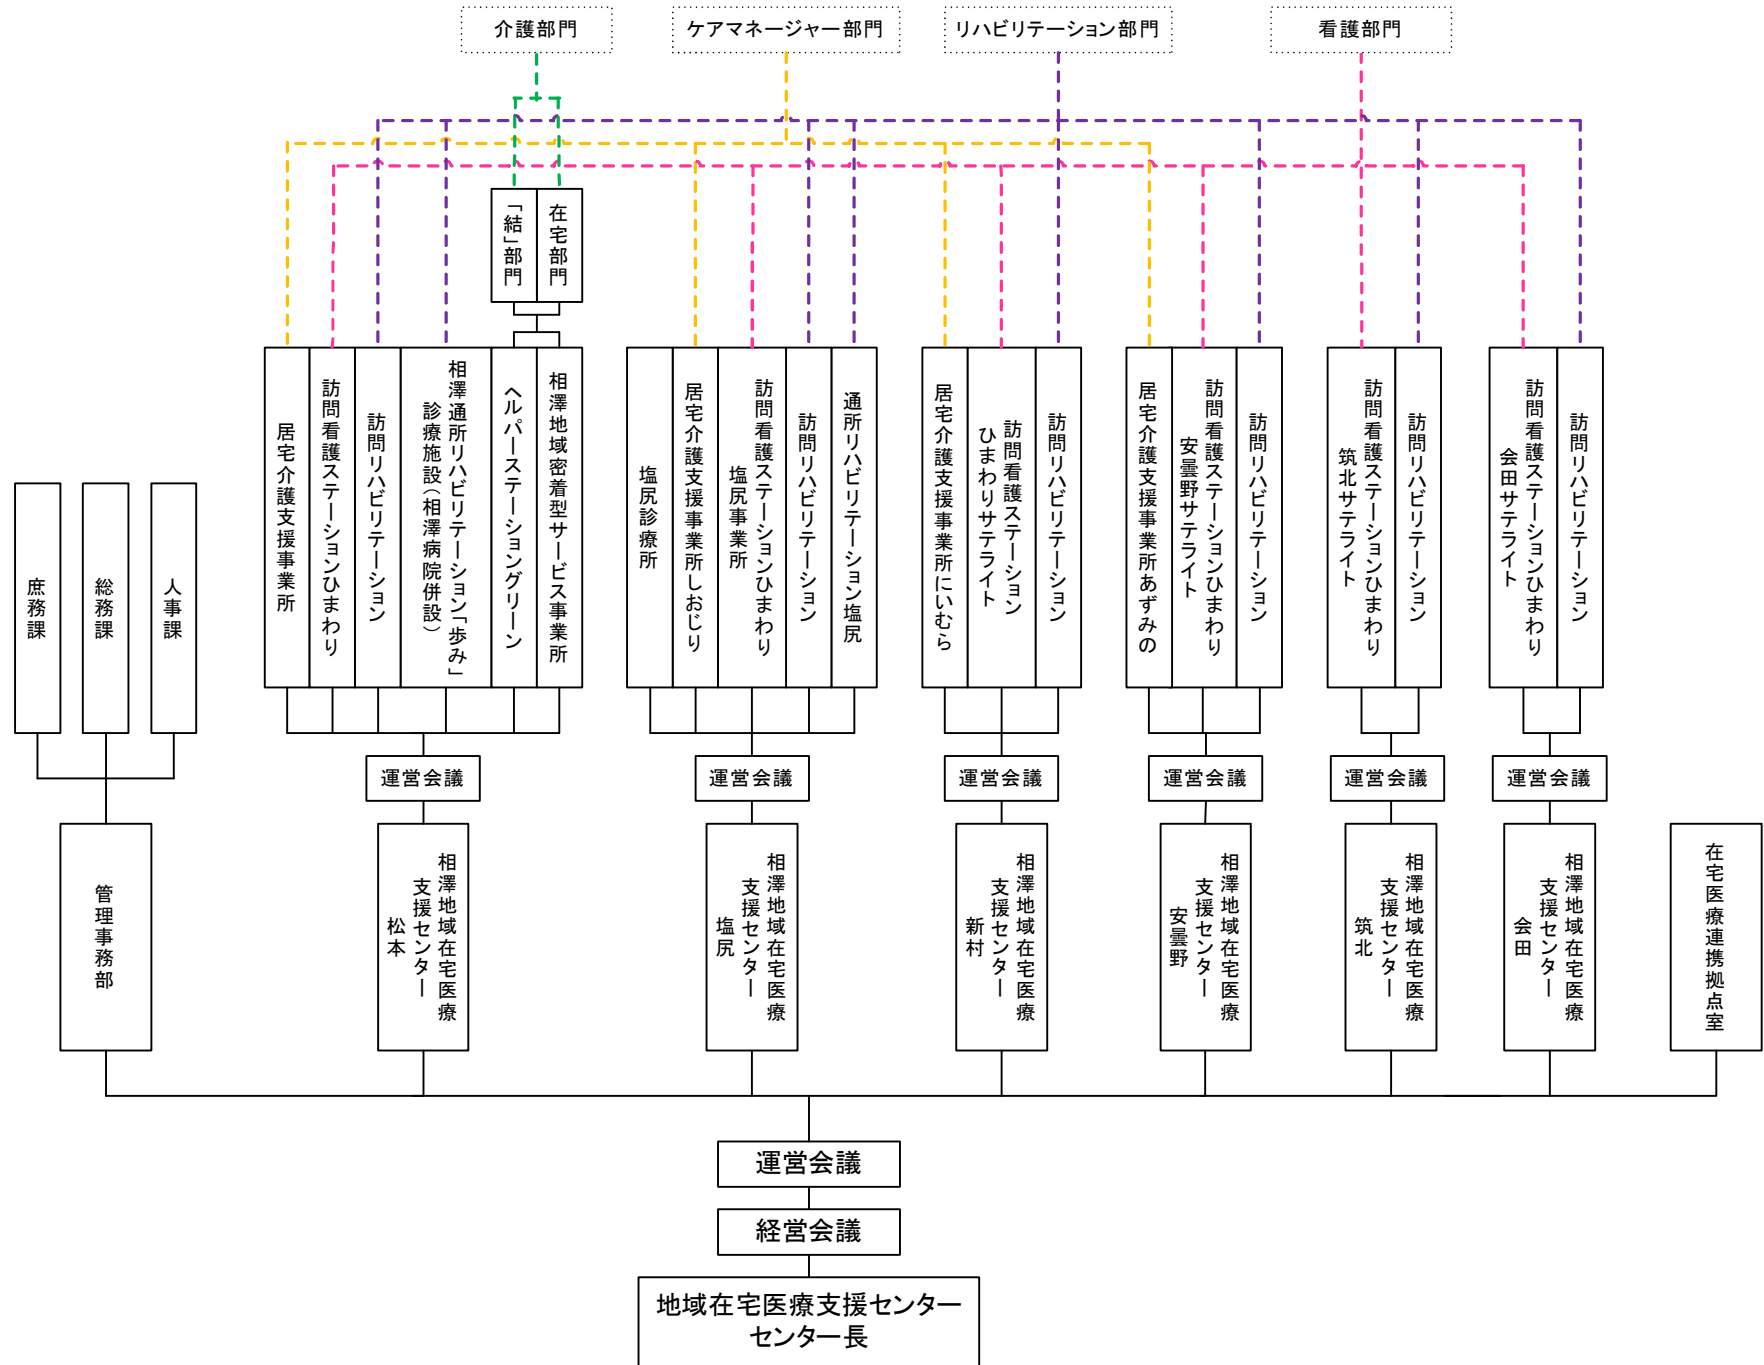 介護部門
ケアマネージャー部門
リハビリテーション部門
看護部門
「結」部門
在宅部門
庶務課
総務課
人事課
居宅介護支援事業所
訪問看護ステーションひまわり
訪問リハビリテーション
相澤通所リハビリテーション「歩み」
診療施設（相澤病院併設）
ヘルパーステーショングリーン
相澤地域密着型サービス事業所
塩尻診療所
居宅介護支援事業所しおじり
訪問看護ステーションひまわり
塩尻事業所
訪問リハビリテーション
通所リハビリテーション塩尻
居宅介護支援事業所にいむら
訪問看護ステーション
ひまわりサテライト
訪問リハビリテーション
居宅介護支援事業所あずみの
訪問看護ステーションひまわり
安曇野サテライト
訪問リハビリテーション
訪問看護ステーションひまわり
筑北サテライト
訪問リハビリテーション
訪問看護ステーションひまわり
会田サテライト
訪問リハビリテーション
運営会議
運営会議
運営会議
運営会議
運営会議
運営会議
管理事務部
相澤地域在宅医療
支援センター
松本
相澤地域在宅医療
支援センター
塩尻
相澤地域在宅医療
支援センター
新村
相澤地域在宅医療
支援センター
安曇野
相澤地域在宅医療
支援センター
筑北
相澤地域在宅医療
支援センター
会田
在宅医療連携拠点室
運営会議
経営会議
地域在宅医療支援センター
センター長